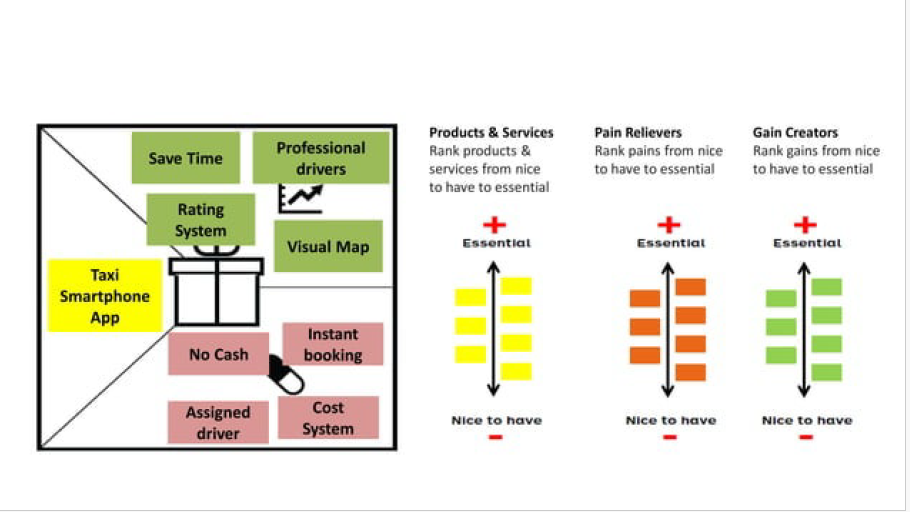 Save Time
Professional
drivers
Rating
System
Visual Map
Taxi
Smartphone
App
No Cash
Instant
booking
Assigned
driver
Cost
System
Products & Services
Rank products &
services from nice
to have to essential
Essential
Nice to have
Pain Relievers
Rank pains from nice
to have to essential
Essential
Nice to have
Gain Creators
Rank gains from nice
to have to essential
Essential
Nice to have